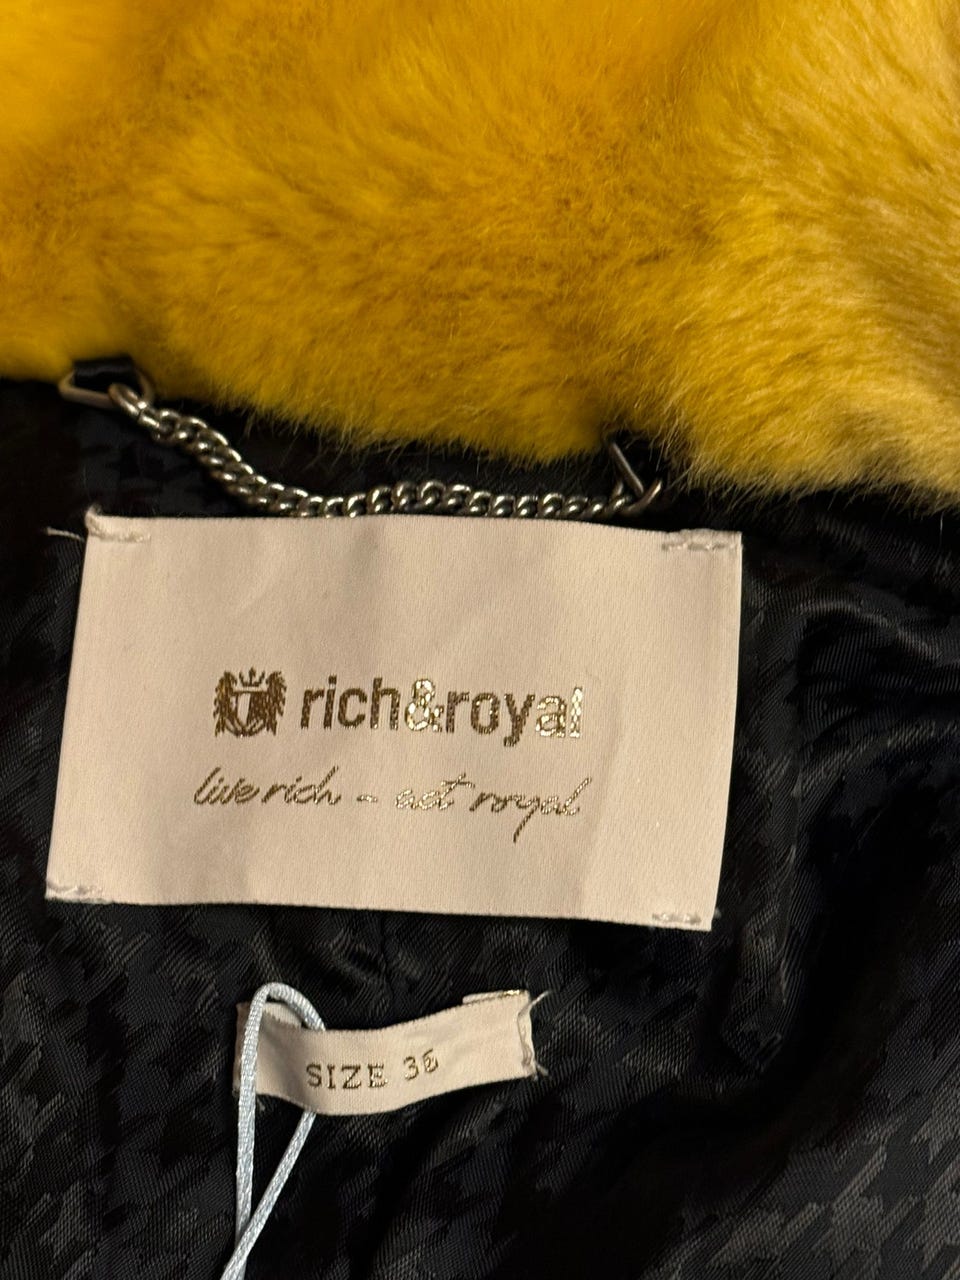 rich&royal
live rich - act royal
SIZE 36